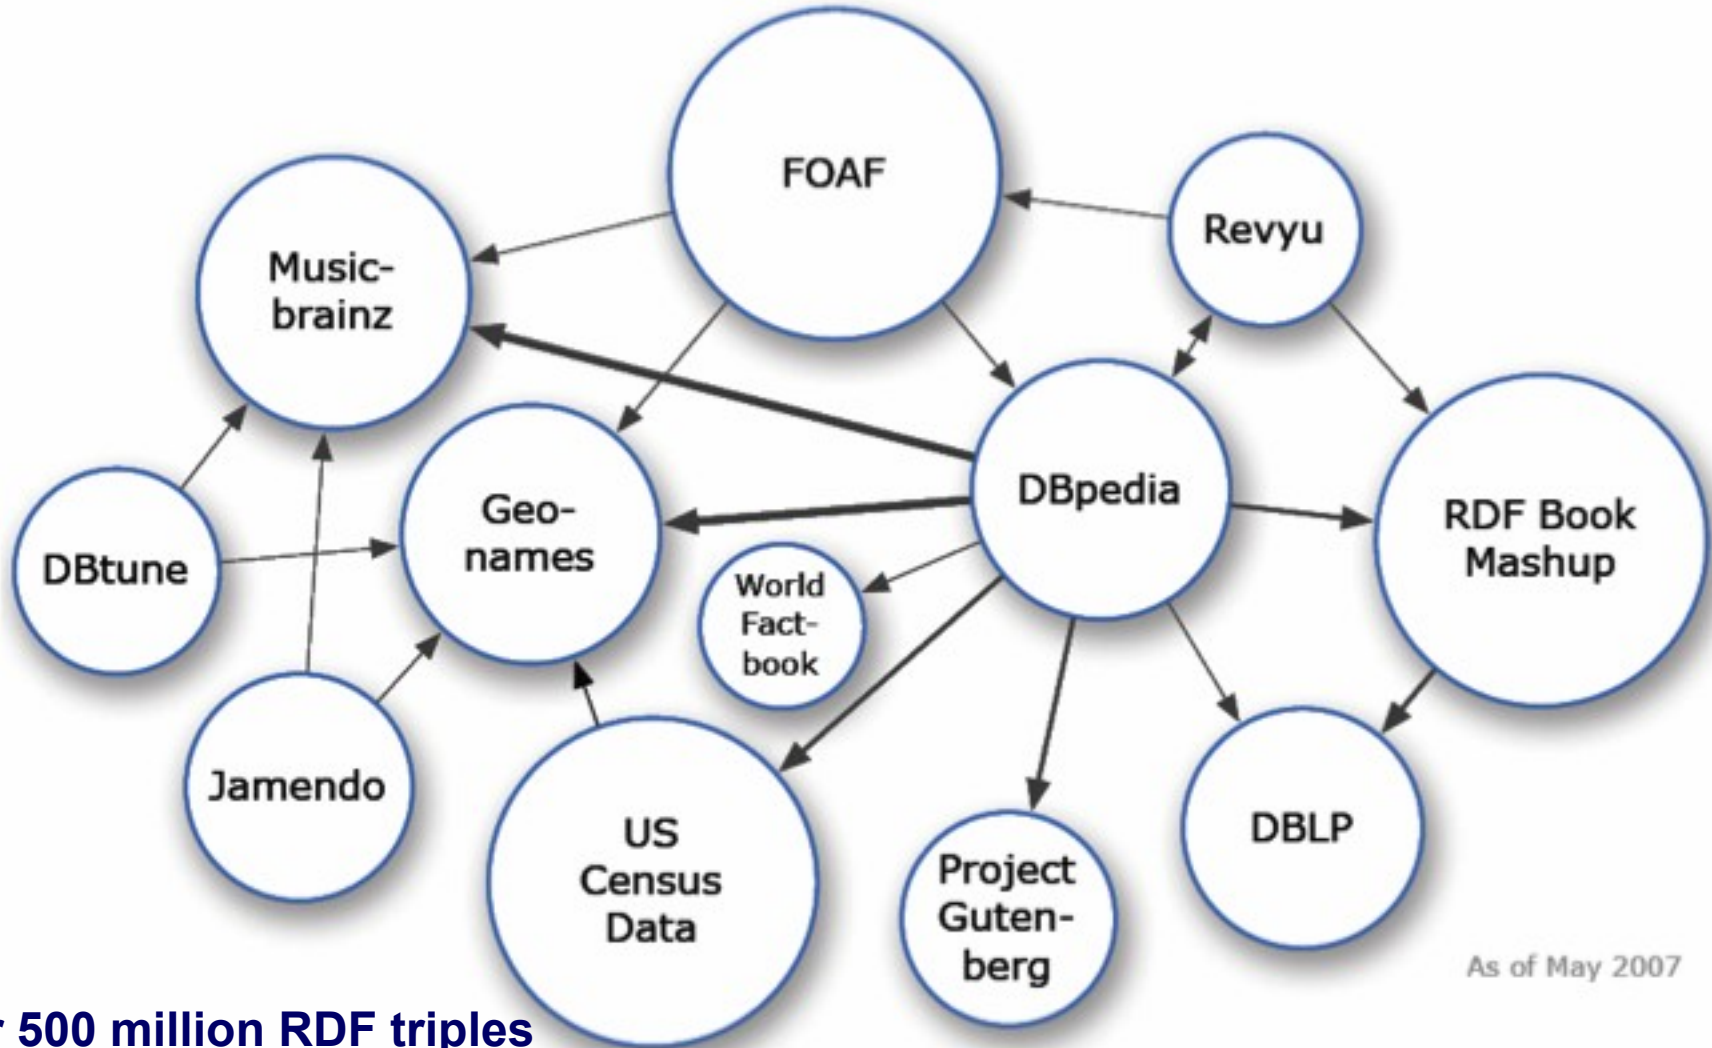 FOAF
Revyu
Music-
brainz
DBpedia
Geo-
names
RDF Book
Mashup
DBtune
World
Fact-
book
Jamendo
US
Census
Data
Project
Guten-
berg
DBLP
As of May 2007
500 million RDF triples